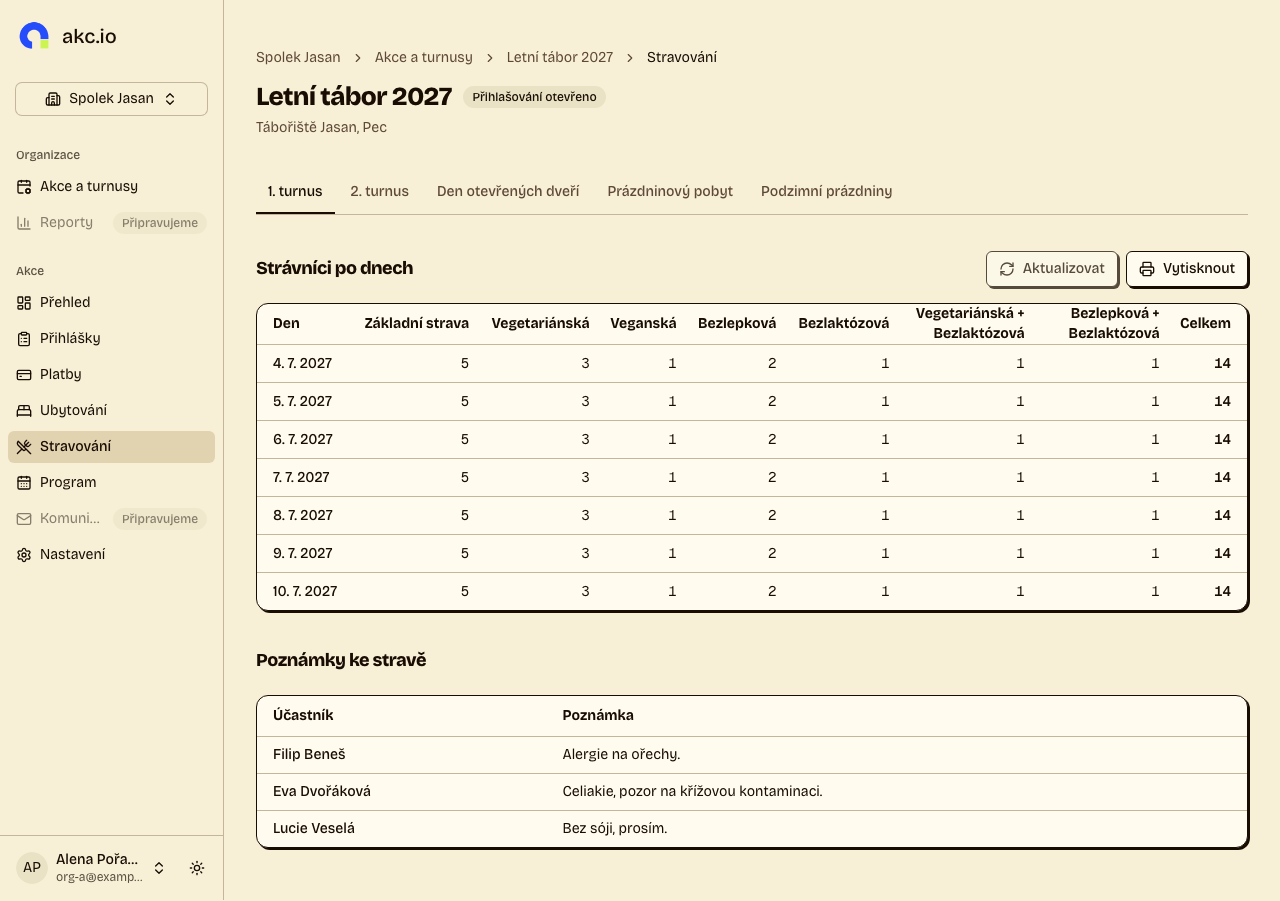 akc.io
Spolek Jasan
Organizace
Akce a turnusy
Reporty Připravujeme
Akce
Přehled
Přihlášky
Platby
Ubytování
Stravování
Program
Komuni... Připravujeme
Nastavení
AP
Alena Pořa...
org-a@examp...
Spolek Jasan > Akce a turnusy > Letní tábor 2027 > Stravování
Letní tábor 2027 Přihlašování otevřeno
Tábořiště Jasan, Pec
1. turnus 2. turnus Den otevřených dveří Prázdninový pobyt Podzimní prázdniny
Strávníci po dnech Aktualizovat Vytisknout
Den Základní strava Vegetariánská Veganská Bezlepková Bezlaktózová Vegetariánská + Bezlaktózová Bezlepková + Bezlaktózová Celkem
4. 7. 2027 5 3 1 2 1 1 1 14
5. 7. 2027 5 3 1 2 1 1 1 14
6. 7. 2027 5 3 1 2 1 1 1 14
7. 7. 2027 5 3 1 2 1 1 1 14
8. 7. 2027 5 3 1 2 1 1 1 14
9. 7. 2027 5 3 1 2 1 1 1 14
10. 7. 2027 5 3 1 2 1 1 1 14
Poznámky ke stravě
Účastník Poznámka
Filip Beneš Alergie na ořechy.
Eva Dvořáková Celiakie, pozor na křížovou kontaminaci.
Lucie Veselá Bez sóji, prosím.